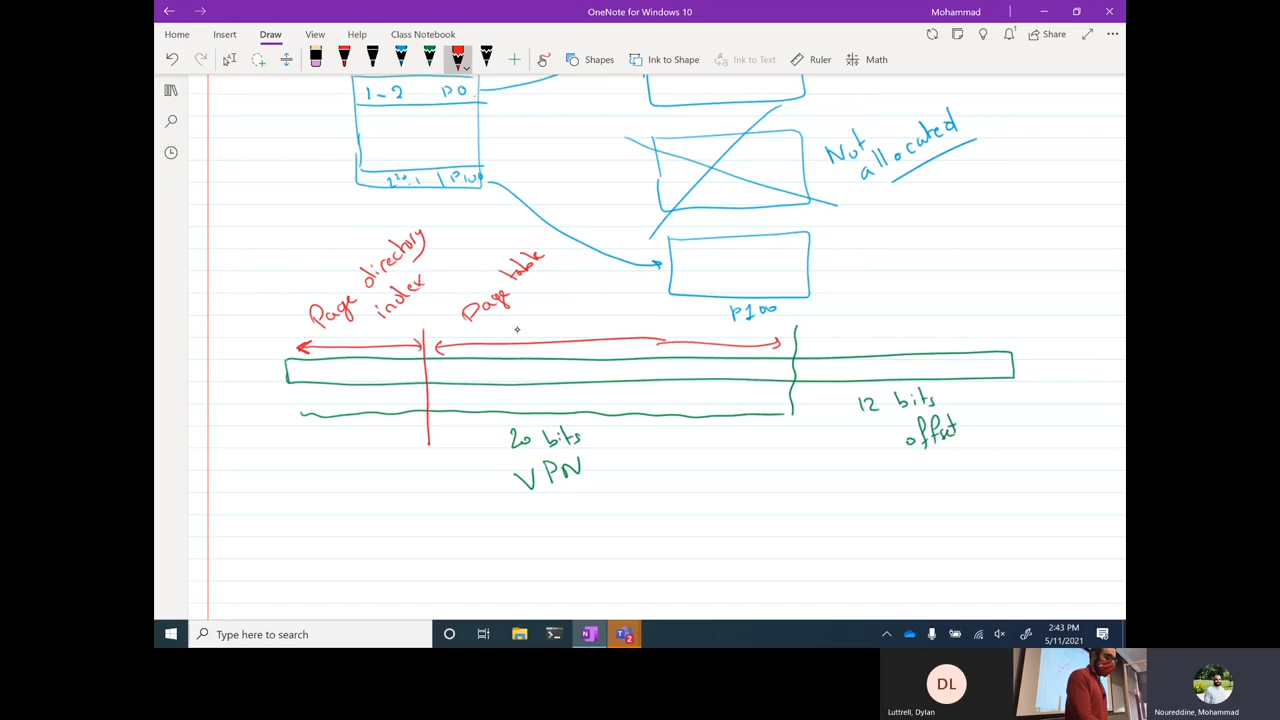 OneNote for Windows 10
Mohammad
Home
Insert
Draw
View
Help
Class Notebook
Share
Shapes
Ink to Shape
Ink to Text
Ruler
Math
1-2 P0
Not
allocated
P100
P100
Page directory
index
Page table
12 bits
offset
20 bits
VPN
Type here to search
2:43 PM
5/11/2021
DL
Luttrell, Dylan
Noureddine, Mohammad